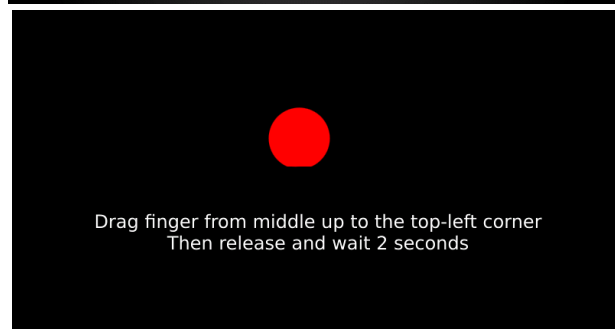 Drag finger from middle up to the top-left corner
Then release and wait 2 seconds